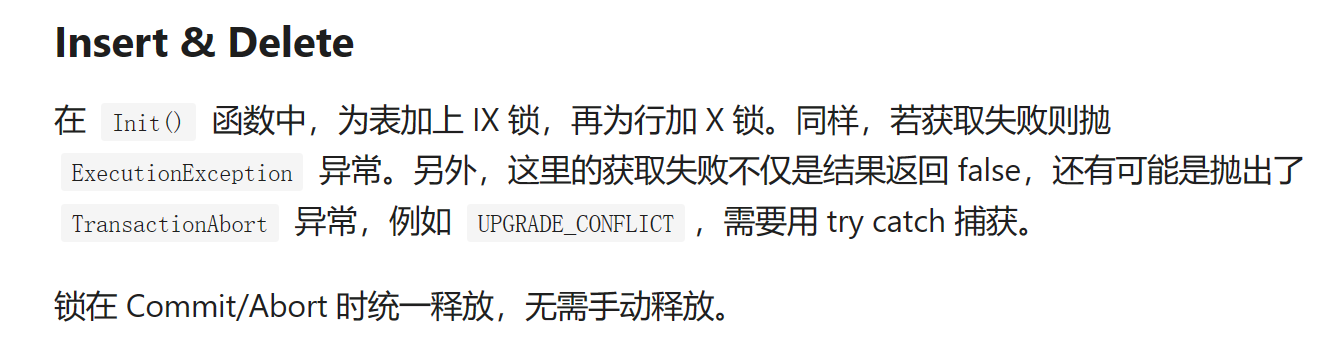 Insert & Delete
在 Init() 函数中，为表加上 IX 锁，再为行加 X 锁。同样，若获取失败则抛
ExecutionException 异常。另外，这里的获取失败不仅是结果返回 false，还有可能是抛出了
TransactionAbort 异常，例如 UPGRADE_CONFLICT ，需要用 try catch 捕获。
锁在 Commit/Abort 时统一释放，无需手动释放。